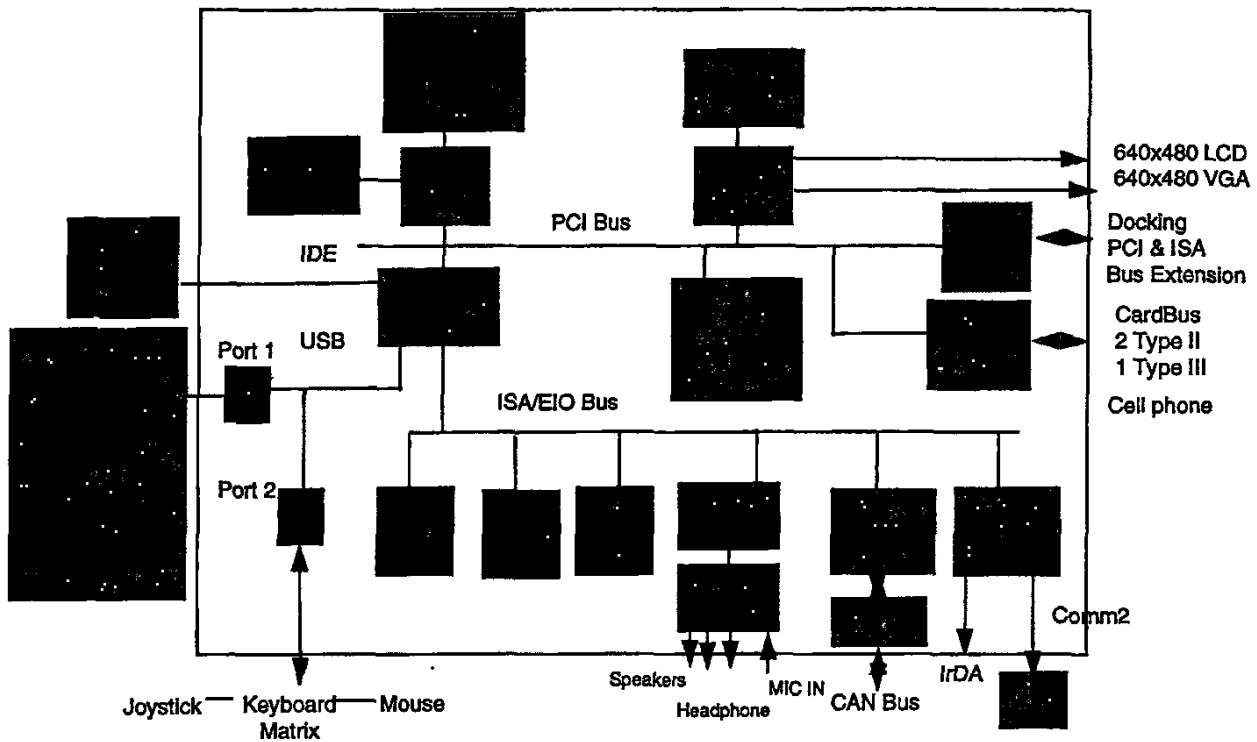 640x480 LCD
640x480 VGA
PCI Bus
Docking
PCI & ISA
Bus Extension
IDE
USB
CardBus
2 Type II
1 Type III
Port 1
ISA/EIO Bus
Cell phone
Port 2
Comm2
Speakers
MIC IN
IrDA
Headphone
CAN Bus
Joystick
Keyboard
Matrix
Mouse